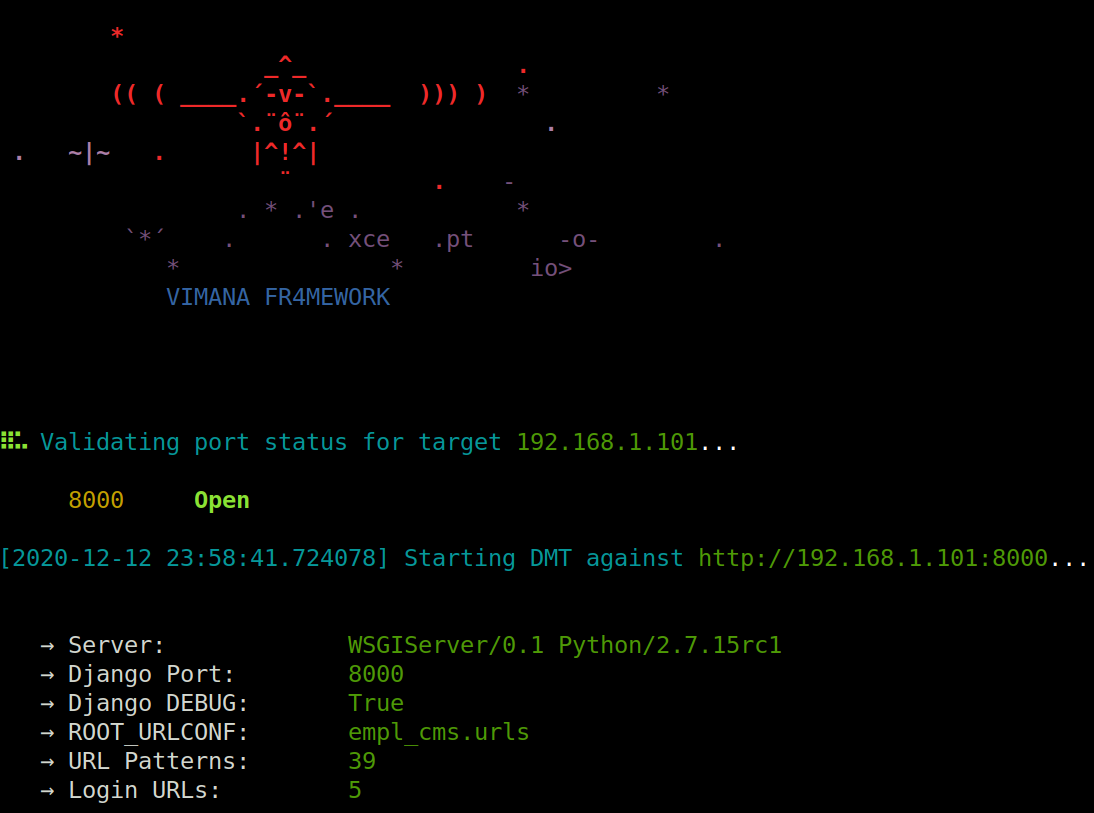 *
_^_ .
(( ( ____.´-v-`.____ ))) ) * *
`.¨ô¨.´ .
. ~|~ . |^!^|
¨ . -
. * .'e . *
`*´ . . xce .pt -o- .
* * io>
VIMANA FR4MEWORK
Validating port status for target 192.168.1.101...
8000 Open
[2020-12-12 23:58:41.724078] Starting DMT against http://192.168.1.101:8000...
→ Server: WSGIServer/0.1 Python/2.7.15rc1
→ Django Port: 8000
→ Django DEBUG: True
→ ROOT_URLCONF: empl_cms.urls
→ URL Patterns: 39
→ Login URLs: 5